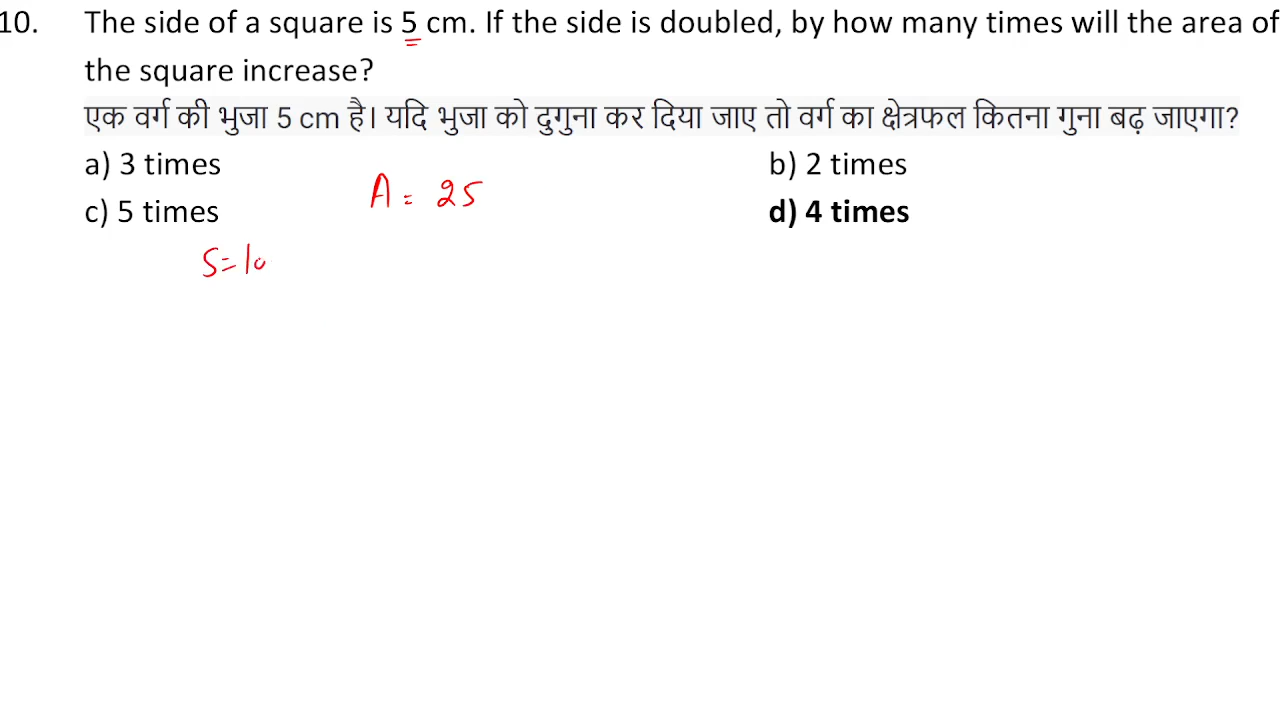 10. The side of a square is 5 cm. If the side is doubled, by how many times will the area of
the square increase?
एक वर्ग की भुजा 5 cm है। यदि भुजा को दुगुना कर दिया जाए तो वर्ग का क्षेत्रफल कितना गुना बढ़ जाएगा?
a) 3 times b) 2 times
A = 25
c) 5 times d) 4 times
S=10